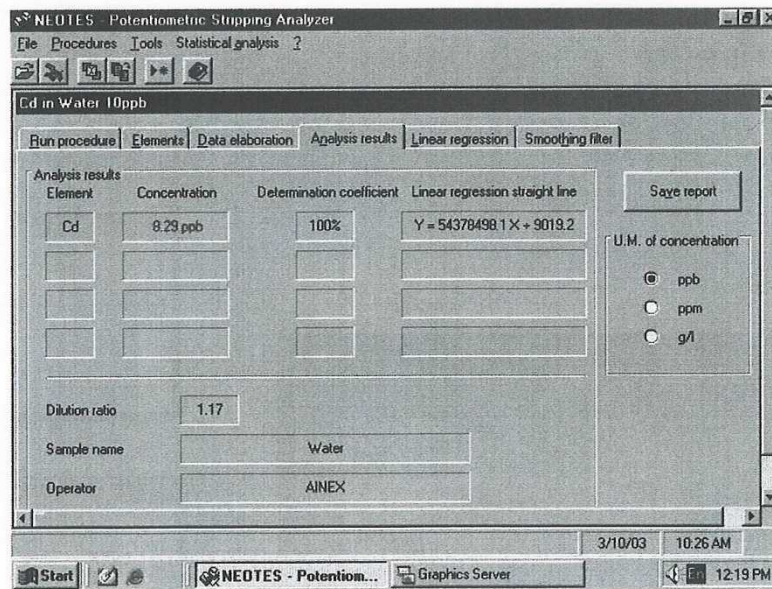 NEOTES - Potentiometric Stripping Analyzer
File Procedures Tools Statistical analysis ?
Cd in Water 10ppb
Run procedure Elements Data elaboration Analysis results Linear regression Smoothing filter
Analysis results
Element Concentration Determination coefficient Linear regression straight line
Save report
Cd 8.29 ppb 100% Y = 54378498.1 X + 9019.2
U.M. of concentration
ppb
ppm
g/l
Dilution ratio 1.17
Sample name Water
Operator AINEX
3/10/03 10:26 AM
Start NEOTES - Potentiom... Graphics Server En 12:19 PM